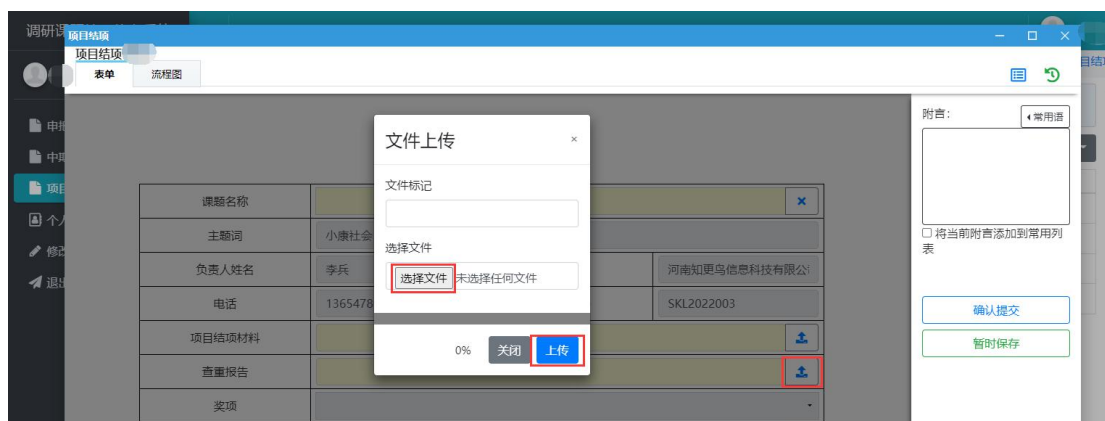 调研课
项目结项
项目结项
目结项
表单
流程图
附言：
常用语
申报
中期
项目
个人
修改
退出
文件上传
×
文件标记
选择文件
选择文件 未选择任何文件
0% 关闭 上传
课题名称
主题词 小康社会
负责人姓名 李兵 河南知更鸟信息科技有限公司
电话 1365478 SKL2022003
项目结项材料
查重报告
奖项
将当前附言添加到常用列表
确认提交
暂时保存